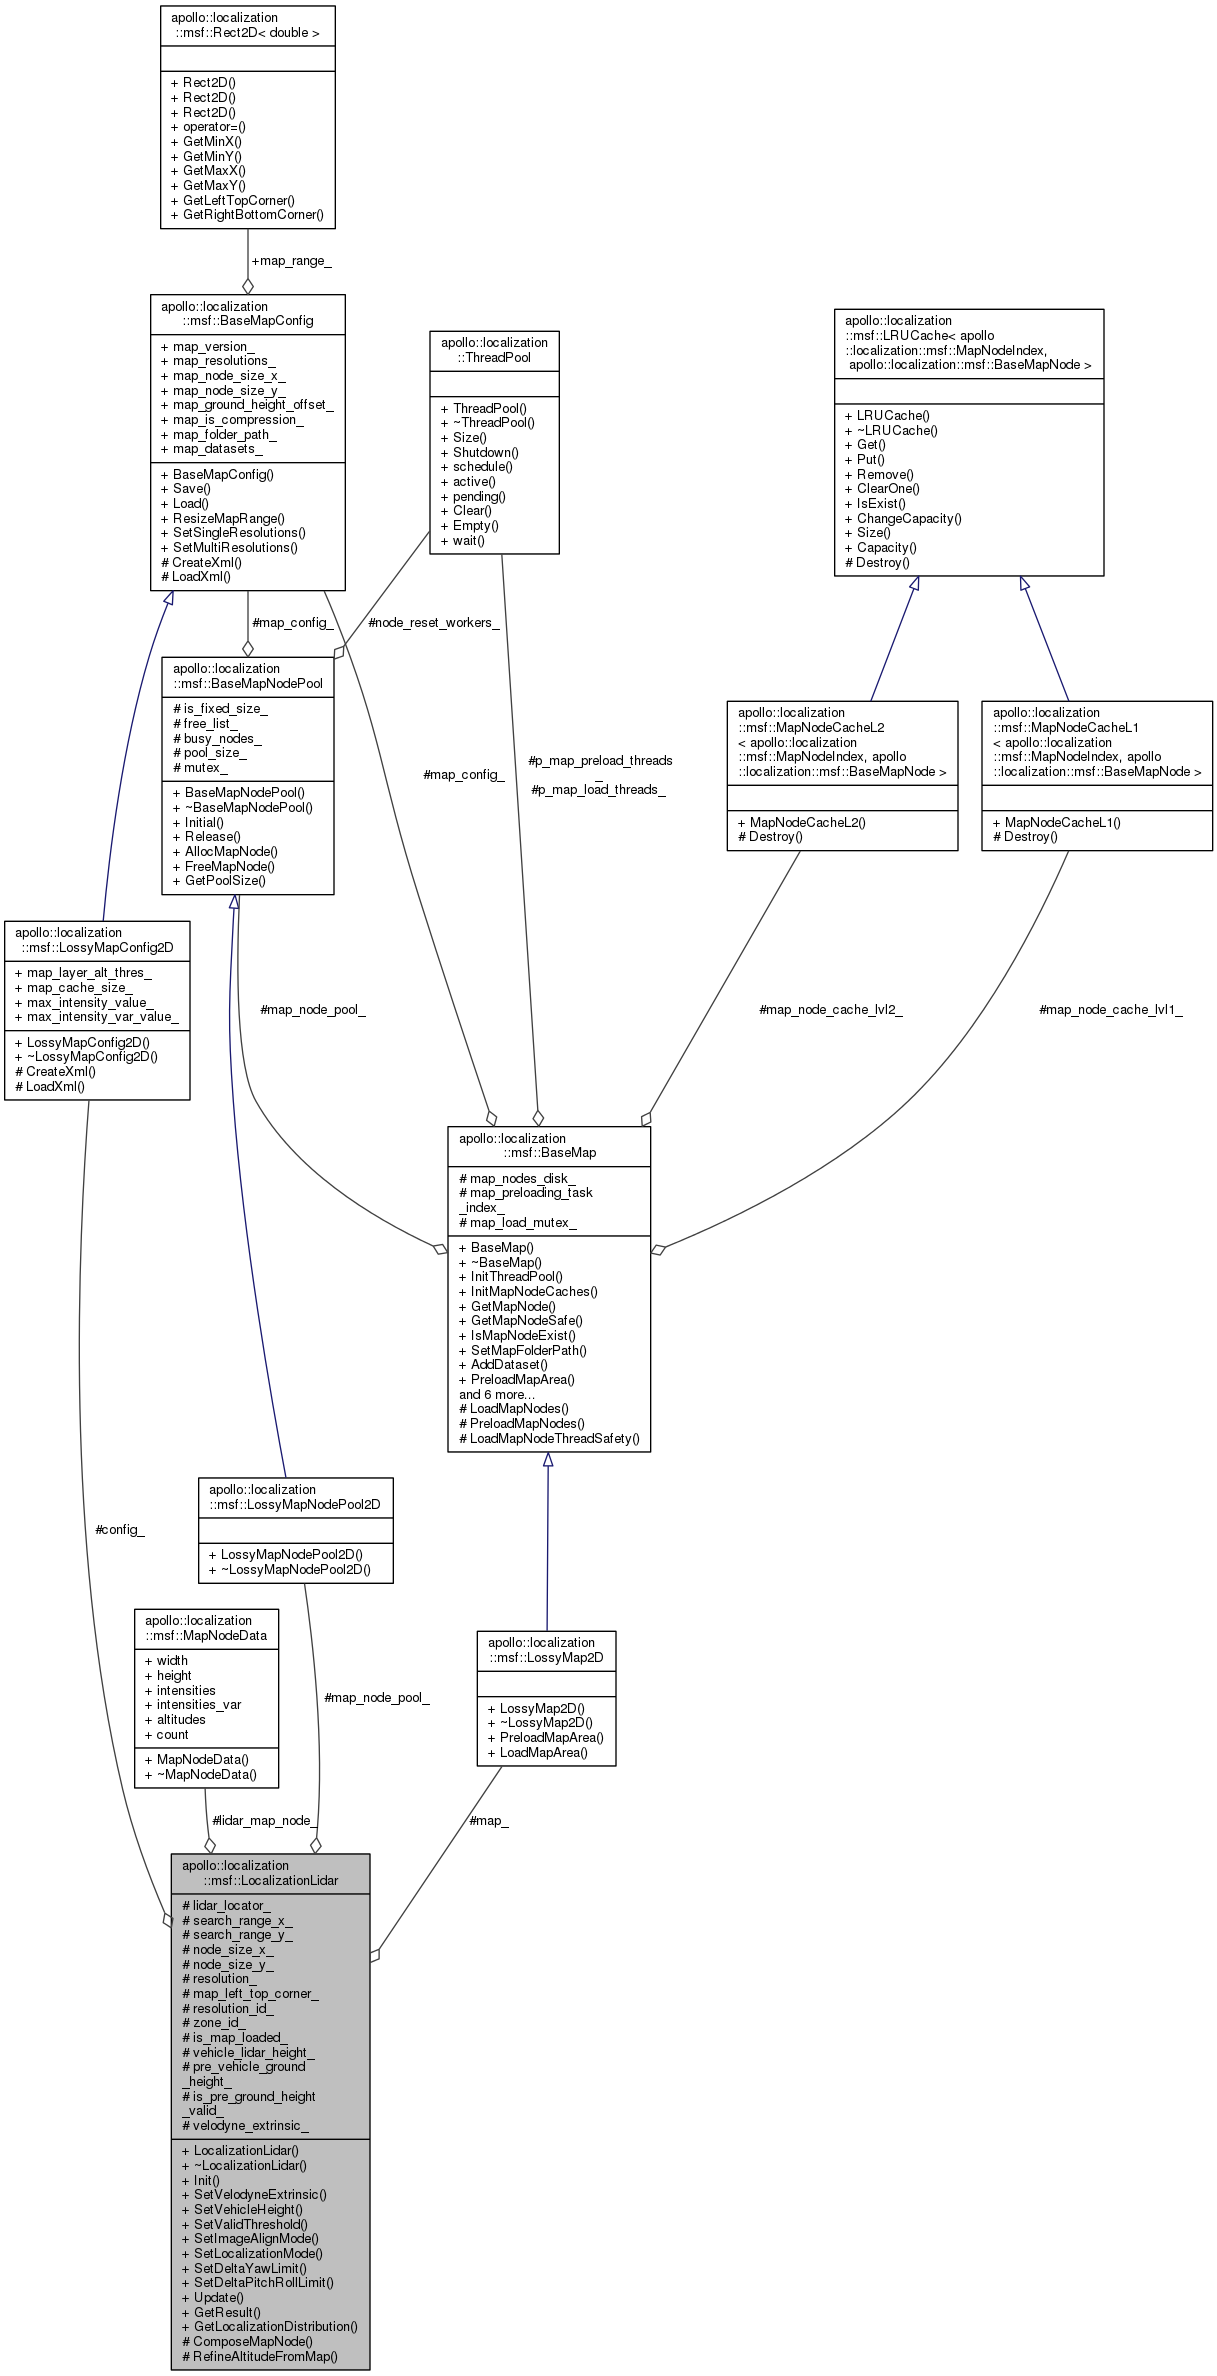 apollo::localization
::msf::Rect2D< double >
+ Rect2D()
+ Rect2D()
+ Rect2D()
+ operator=()
+ GetMinX()
+ GetMinY()
+ GetMaxX()
+ GetMaxY()
+ GetLeftTopCorner()
+ GetRightBottomCorner()
+map_range_
apollo::localization
::msf::BaseMapConfig
+ map_version_
+ map_resolutions_
+ map_node_size_x_
+ map_node_size_y_
+ map_ground_height_offset_
+ map_is_compression_
+ map_folder_path_
+ map_datasets_
+ BaseMapConfig()
+ Save()
+ Load()
+ ResizeMapRange()
+ SetSingleResolutions()
+ SetMultiResolutions()
# CreateXml()
# LoadXml()
apollo::localization
::ThreadPool
+ ThreadPool()
+ ~ThreadPool()
+ Size()
+ Shutdown()
+ schedule()
+ active()
+ pending()
+ Clear()
+ Empty()
+ wait()
apollo::localization
::msf::LRUCache< apollo
::localization::msf::MapNodeIndex,
apollo::localization::msf::BaseMapNode >
+ LRUCache()
+ ~LRUCache()
+ Get()
+ Put()
+ Remove()
+ ClearOne()
+ IsExist()
+ ChangeCapacity()
+ Size()
+ Capacity()
# Destroy()
#map_config_
#node_reset_workers_
apollo::localization
::msf::BaseMapNodePool
# is_fixed_size_
# free_list_
# busy_nodes_
# pool_size_
# mutex_
+ BaseMapNodePool()
+ ~BaseMapNodePool()
+ Initial()
+ Release()
+ AllocMapNode()
+ FreeMapNode()
+ GetPoolSize()
#map_config_
#p_map_preload_threads
_
#p_map_load_threads_
apollo::localization
::msf::MapNodeCacheL2
< apollo::localization
::msf::MapNodeIndex, apollo
::localization::msf::BaseMapNode >
+ MapNodeCacheL2()
# Destroy()
apollo::localization
::msf::MapNodeCacheL1
< apollo::localization
::msf::MapNodeIndex, apollo
::localization::msf::BaseMapNode >
+ MapNodeCacheL1()
# Destroy()
apollo::localization
::msf::LossyMapConfig2D
+ map_layer_alt_thres_
+ map_cache_size_
+ max_intensity_value_
+ max_intensity_var_value_
+ LossyMapConfig2D()
+ ~LossyMapConfig2D()
# CreateXml()
# LoadXml()
#map_node_pool_
#map_node_cache_lvl2_
#map_node_cache_lvl1_
apollo::localization
::msf::BaseMap
# map_nodes_disk_
# map_preloading_task
_index_
# map_load_mutex_
+ BaseMap()
+ ~BaseMap()
+ InitThreadPool()
+ InitMapNodeCaches()
+ GetMapNode()
+ GetMapNodeSafe()
+ IsMapNodeExist()
+ SetMapFolderPath()
+ AddDataset()
+ PreloadMapArea()
and 6 more...
# LoadMapNodes()
# PreloadMapNodes()
# LoadMapNodeThreadSafety()
apollo::localization
::msf::LossyMapNodePool2D
+ LossyMapNodePool2D()
+ ~LossyMapNodePool2D()
#config_
apollo::localization
::msf::MapNodeData
+ width
+ height
+ intensities
+ intensities_var
+ altitudes
+ count
+ MapNodeData()
+ ~MapNodeData()
#map_node_pool_
apollo::localization
::msf::LossyMap2D
+ LossyMap2D()
+ ~LossyMap2D()
+ PreloadMapArea()
+ LoadMapArea()
#lidar_map_node_
#map_
apollo::localization
::msf::LocalizationLidar
# lidar_locator_
# search_range_x_
# search_range_y_
# node_size_x_
# node_size_y_
# resolution_
# map_left_top_corner_
# resolution_id_
# zone_id_
# is_map_loaded_
# vehicle_lidar_height_
# pre_vehicle_ground
_height_
# is_pre_ground_height
_valid_
# velodyne_extrinsic_
+ LocalizationLidar()
+ ~LocalizationLidar()
+ Init()
+ SetVelodyneExtrinsic()
+ SetVehicleHeight()
+ SetValidThreshold()
+ SetImageAlignMode()
+ SetLocalizationMode()
+ SetDeltaYawLimit()
+ SetDeltaPitchRollLimit()
+ Update()
+ GetResult()
+ GetLocalizationDistribution()
# ComposeMapNode()
# RefineAltitudeFromMap()